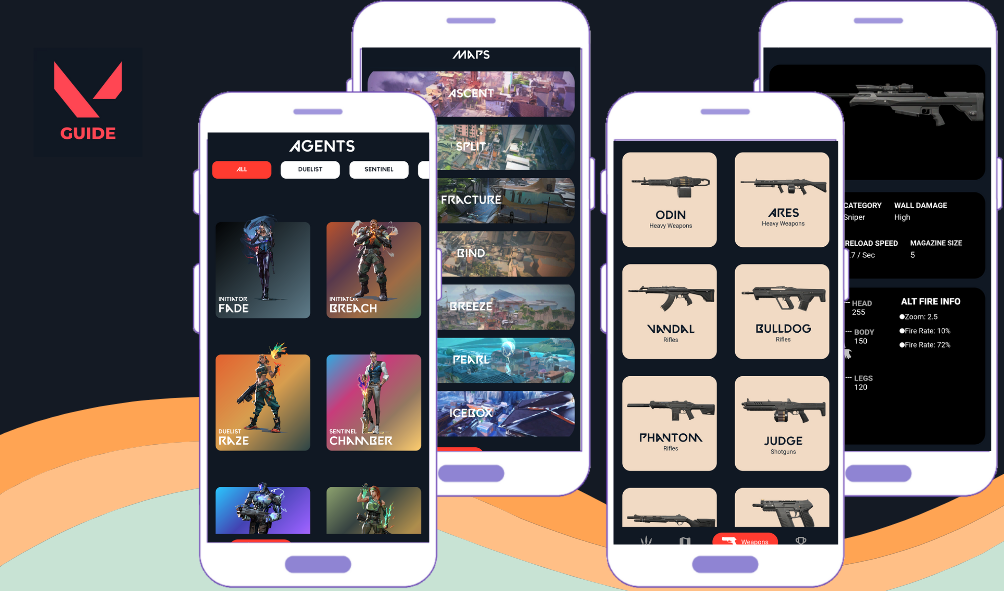 GUIDE
AGENTS
ALL
DUELIST
SENTINEL
INITIATOR
FADE
INITIATOR
BREACH
DUELIST
RAZE
SENTINEL
CHAMBER
MAPS
ASCENT
SPLIT
FRACTURE
BIND
BREEZE
PEARL
ICEBOX
ODIN
Heavy Weapons
ARES
Heavy Weapons
VANDAL
Rifles
BULLDOG
Rifles
PHANTOM
Rifles
JUDGE
Shotguns
Weapons
CATEGORY
Sniper
WALL DAMAGE
High
RELOAD SPEED
.7 / Sec
MAGAZINE SIZE
5
HEAD
255
BODY
150
LEGS
120
ALT FIRE INFO
Zoom: 2.5
Fire Rate: 10%
Fire Rate: 72%